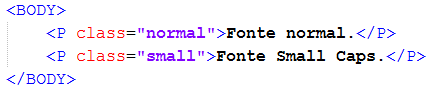 <BODY>
<P class="normal">Fonte normal.</P>
<P class="small">Fonte Small Caps.</P>
</BODY>